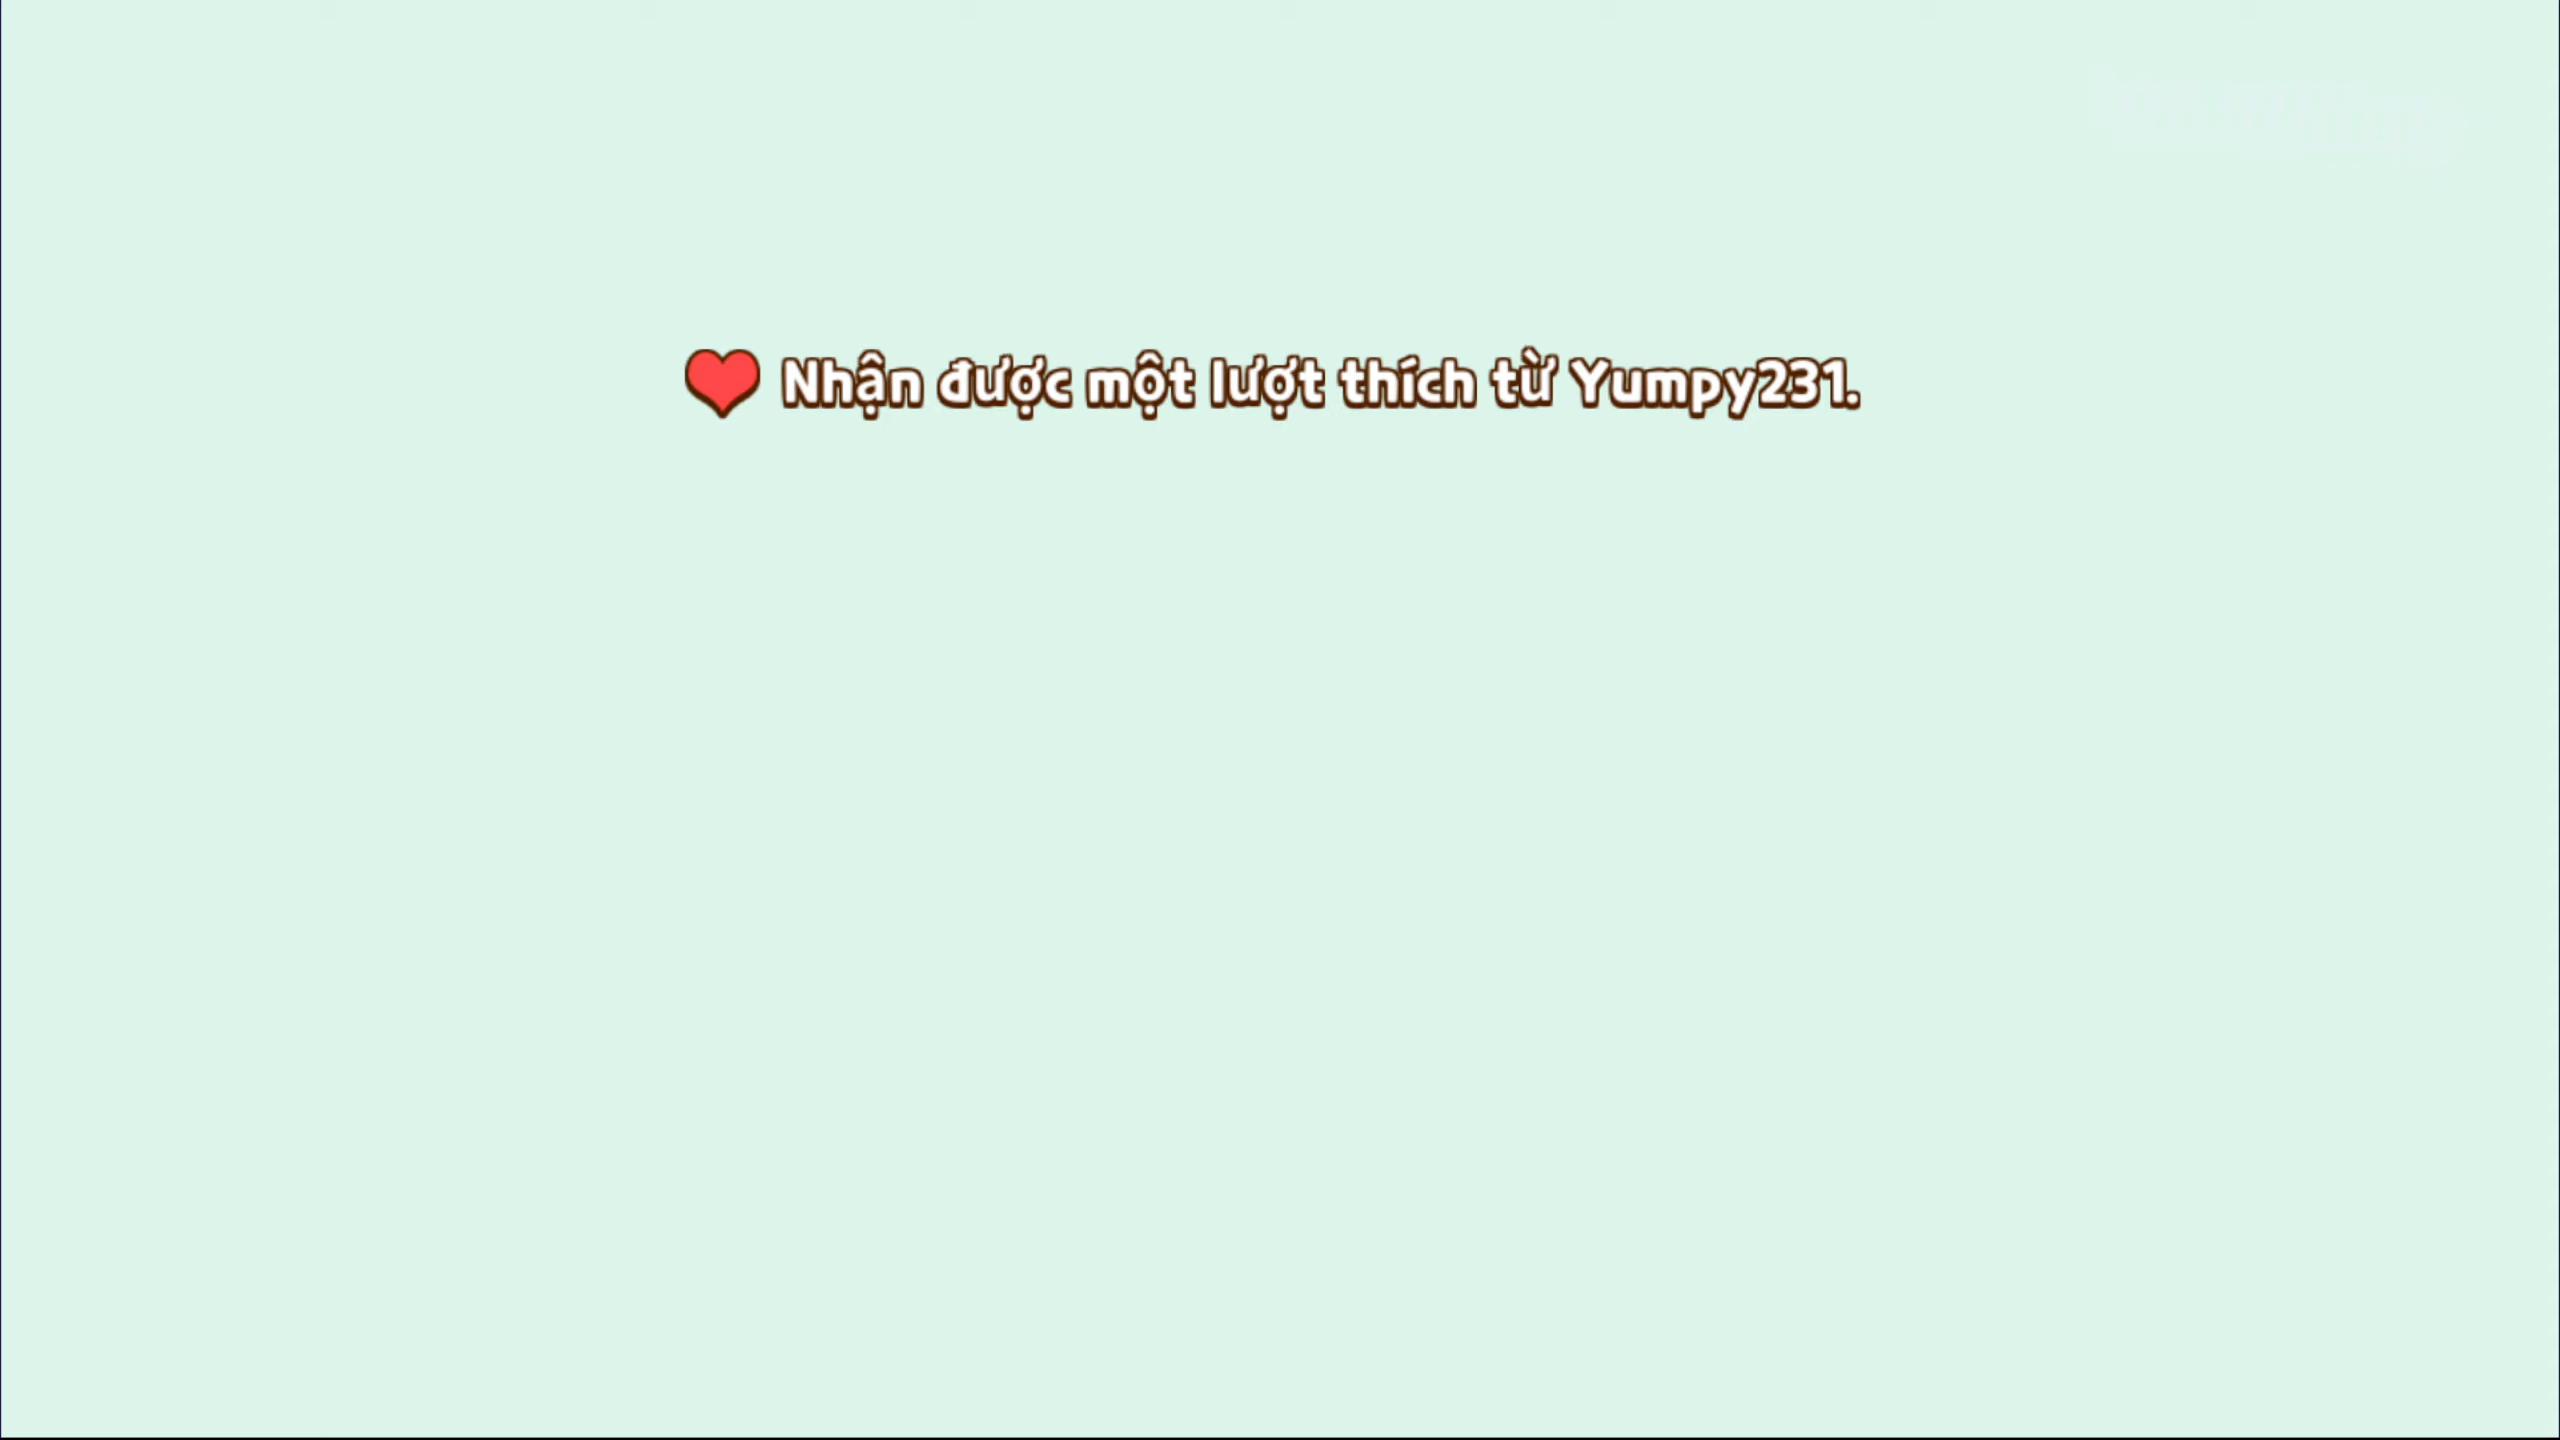 Nhận được một lượt thích từ Yumpy231.